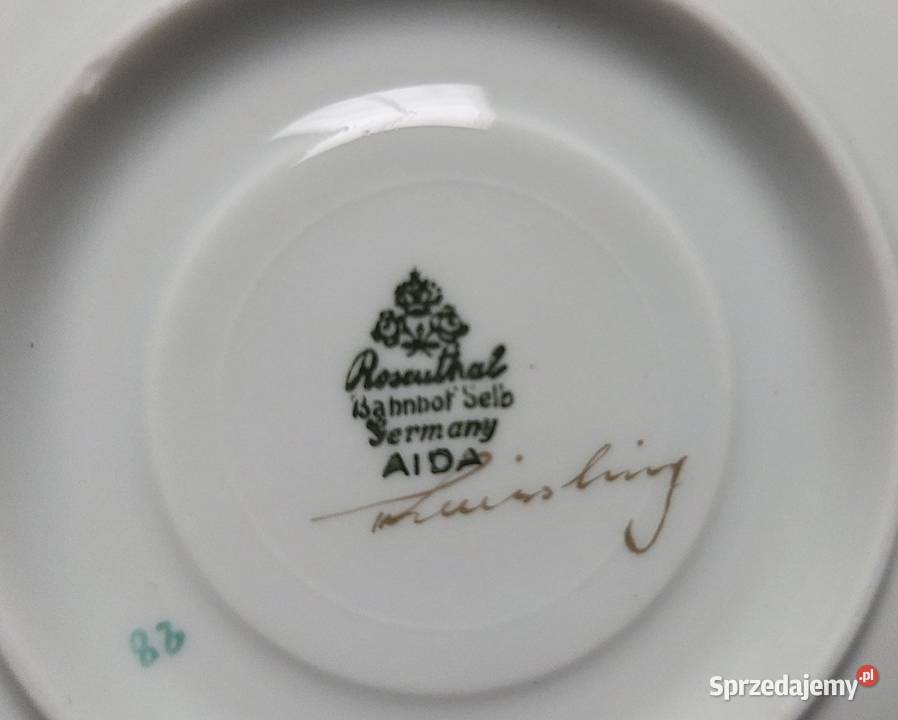 Rosenthal
Bahnhof Selb
Germany
AIDA
88
Sprzedajemy.pl